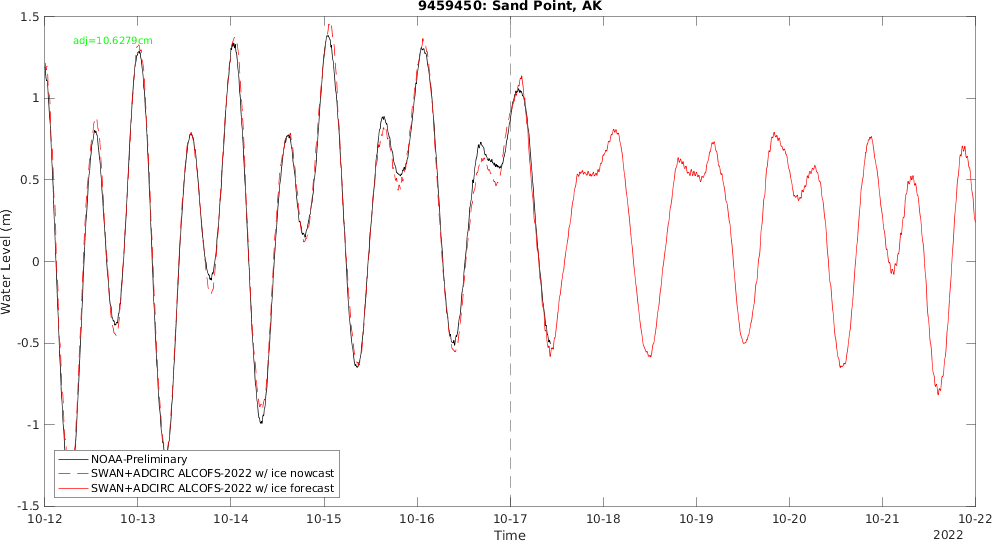 9459450: Sand Point, AK
adj=10.6279cm
1.5
1
0.5
0
-0.5
-1
-1.5
Water Level (m)
NOAA-Preliminary
SWAN+ADCIRC ALCOFS-2022 w/ ice nowcast
SWAN+ADCIRC ALCOFS-2022 w/ ice forecast
10-12 10-13 10-14 10-15 10-16 10-17 10-18 10-19 10-20 10-21 10-22
Time
2022